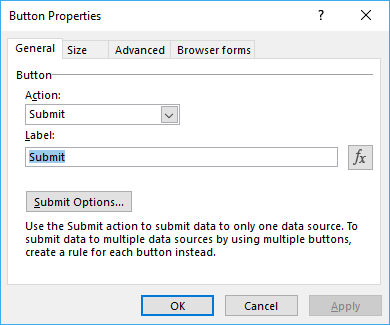 Button Properties ? ×
General Size Advanced Browser forms
Button
Action:
Submit
Label:
Submit fx
Submit Options...
Use the Submit action to submit data to only one data source. To
submit data to multiple data sources by using multiple buttons,
create a rule for each button instead.
OK Cancel Apply